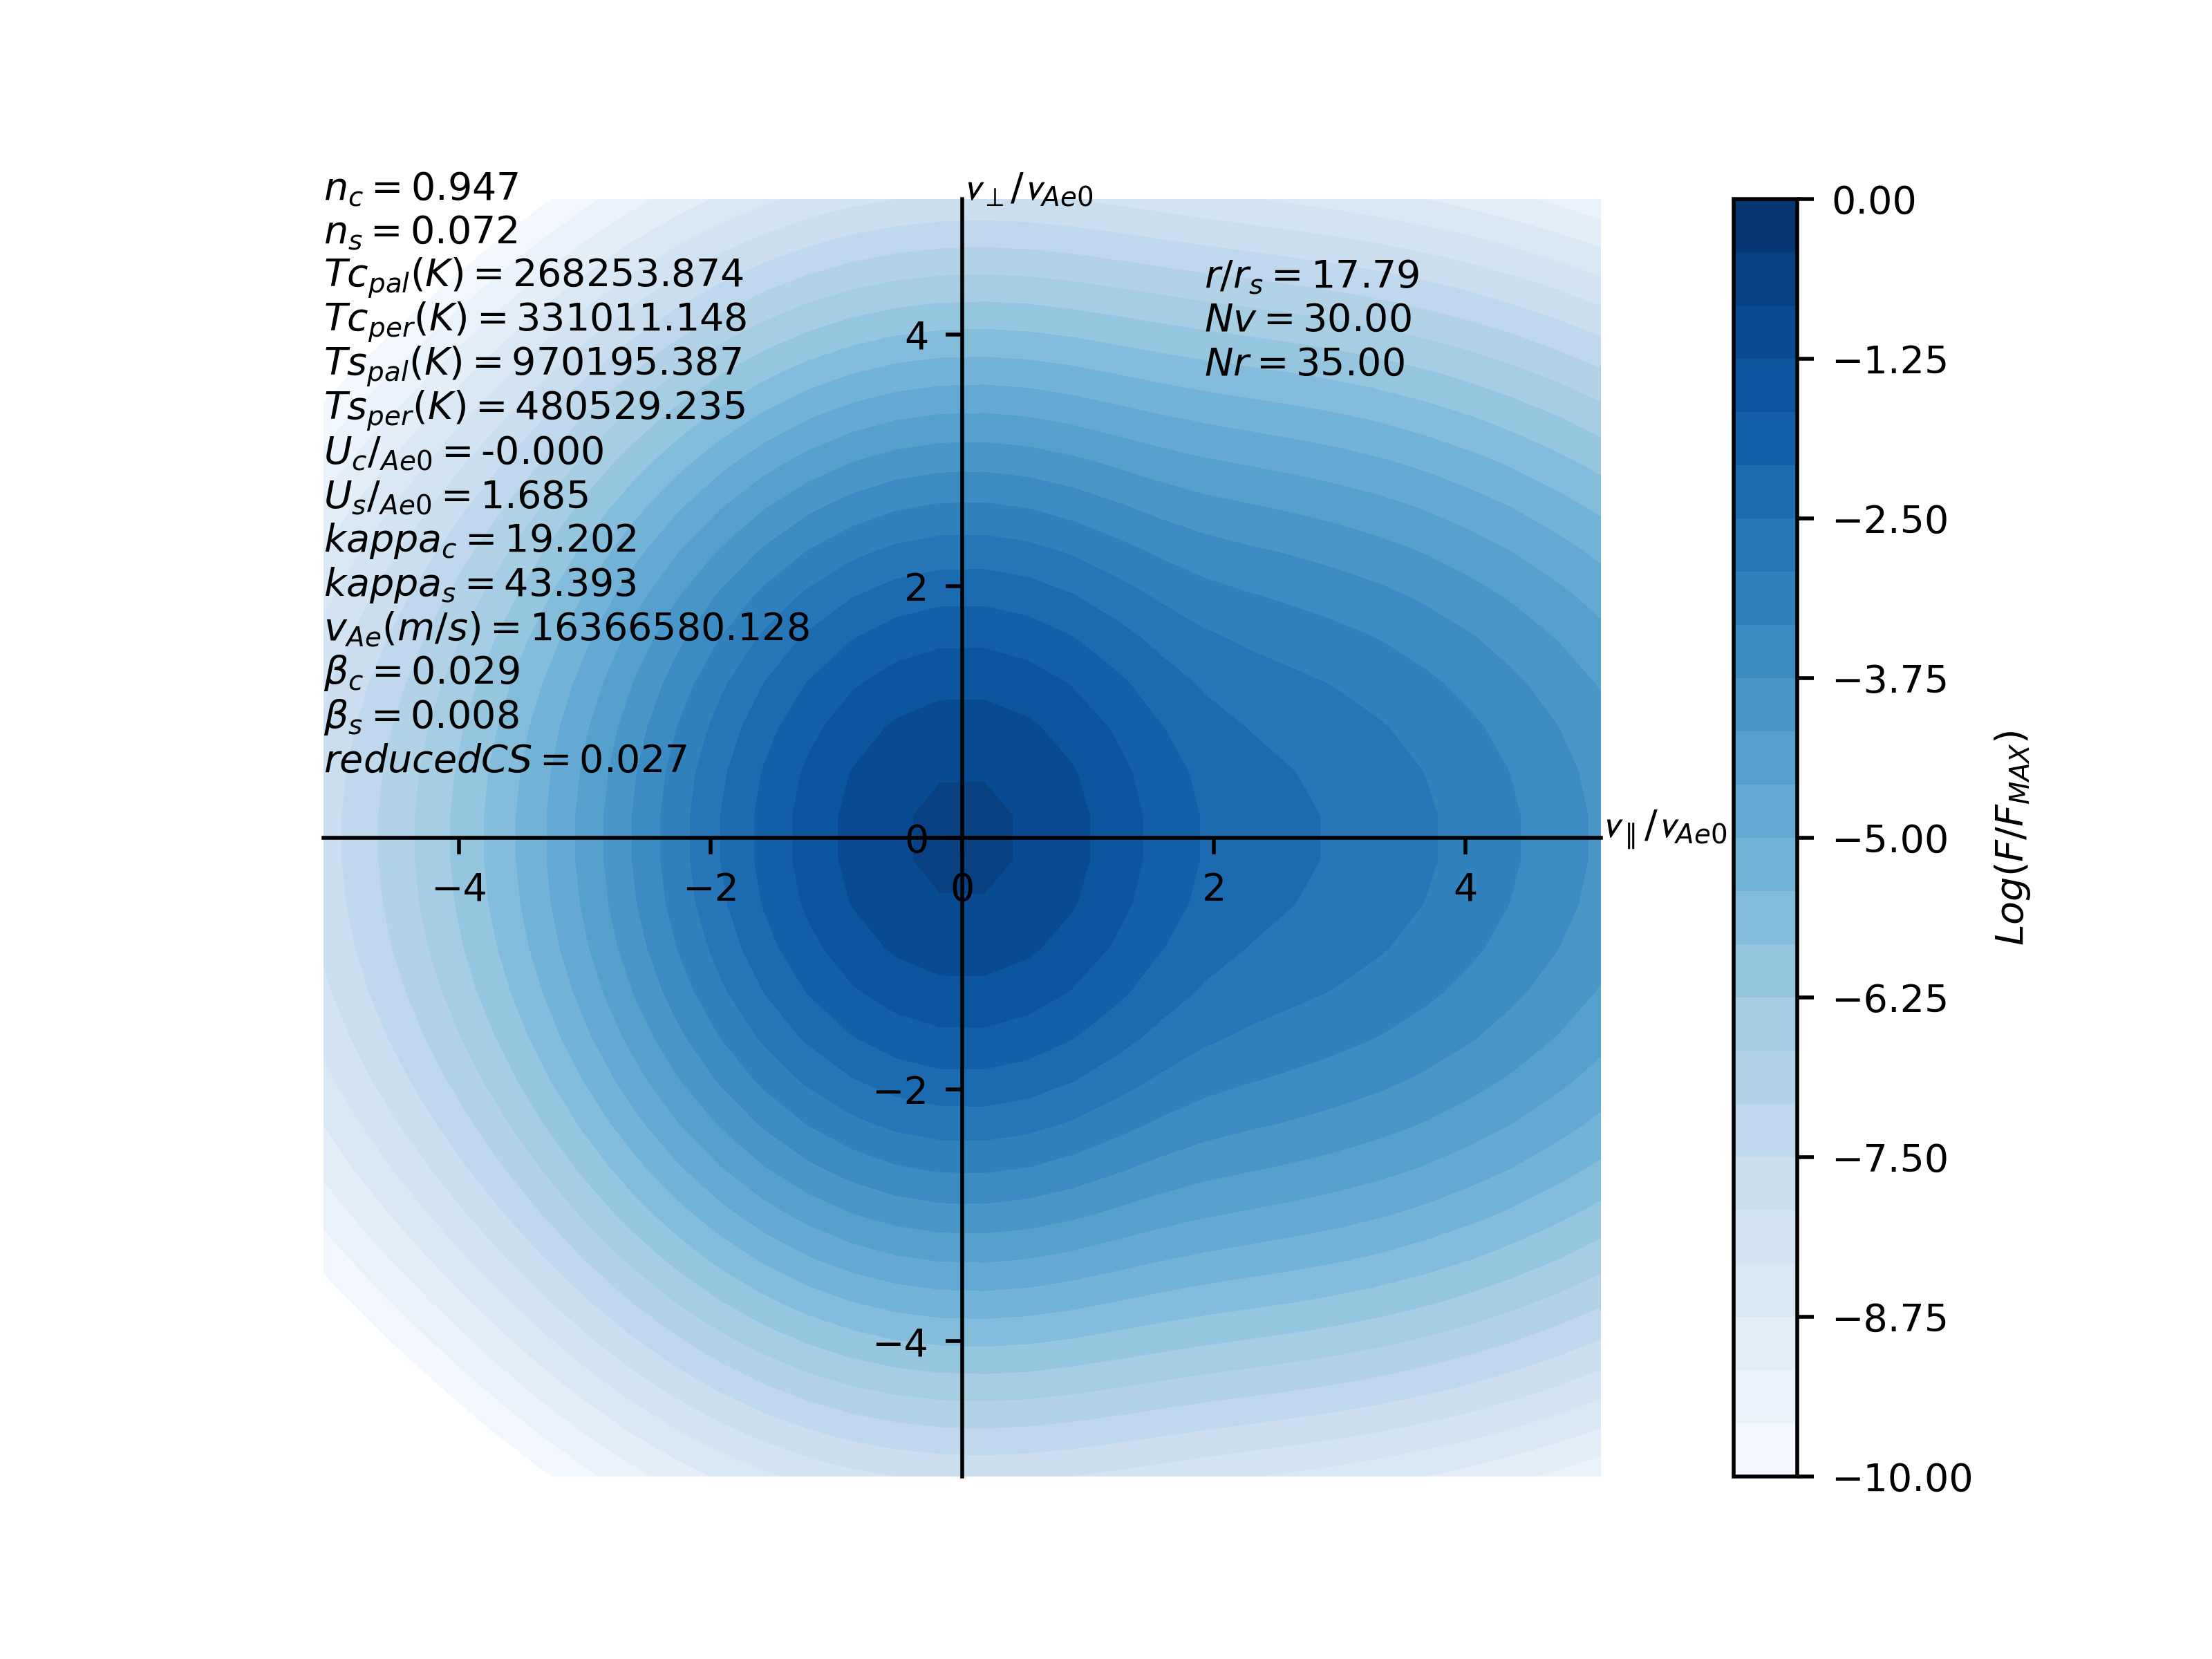 n_c = 0.947
n_s = 0.072
Tc_pal(K) = 268253.874
Tc_per(K) = 331011.148
Ts_pal(K) = 970195.387
Ts_per(K) = 480529.235
U_c/_Ae0 = -0.000
U_s/_Ae0 = 1.685
kappa_c = 19.202
kappa_s = 43.393
v_Ae(m/s) = 16366580.128
β_c = 0.029
β_s = 0.008
reducedCS = 0.027
v_⊥/v_Ae0
r/r_s = 17.79
Nv = 30.00
Nr = 35.00
4
2
0
−2
−4
−4
−2
0
2
4
v_∥/v_Ae0
0.00
−1.25
−2.50
−3.75
−5.00
−6.25
−7.50
−8.75
−10.00
Log(F/F_MAX)